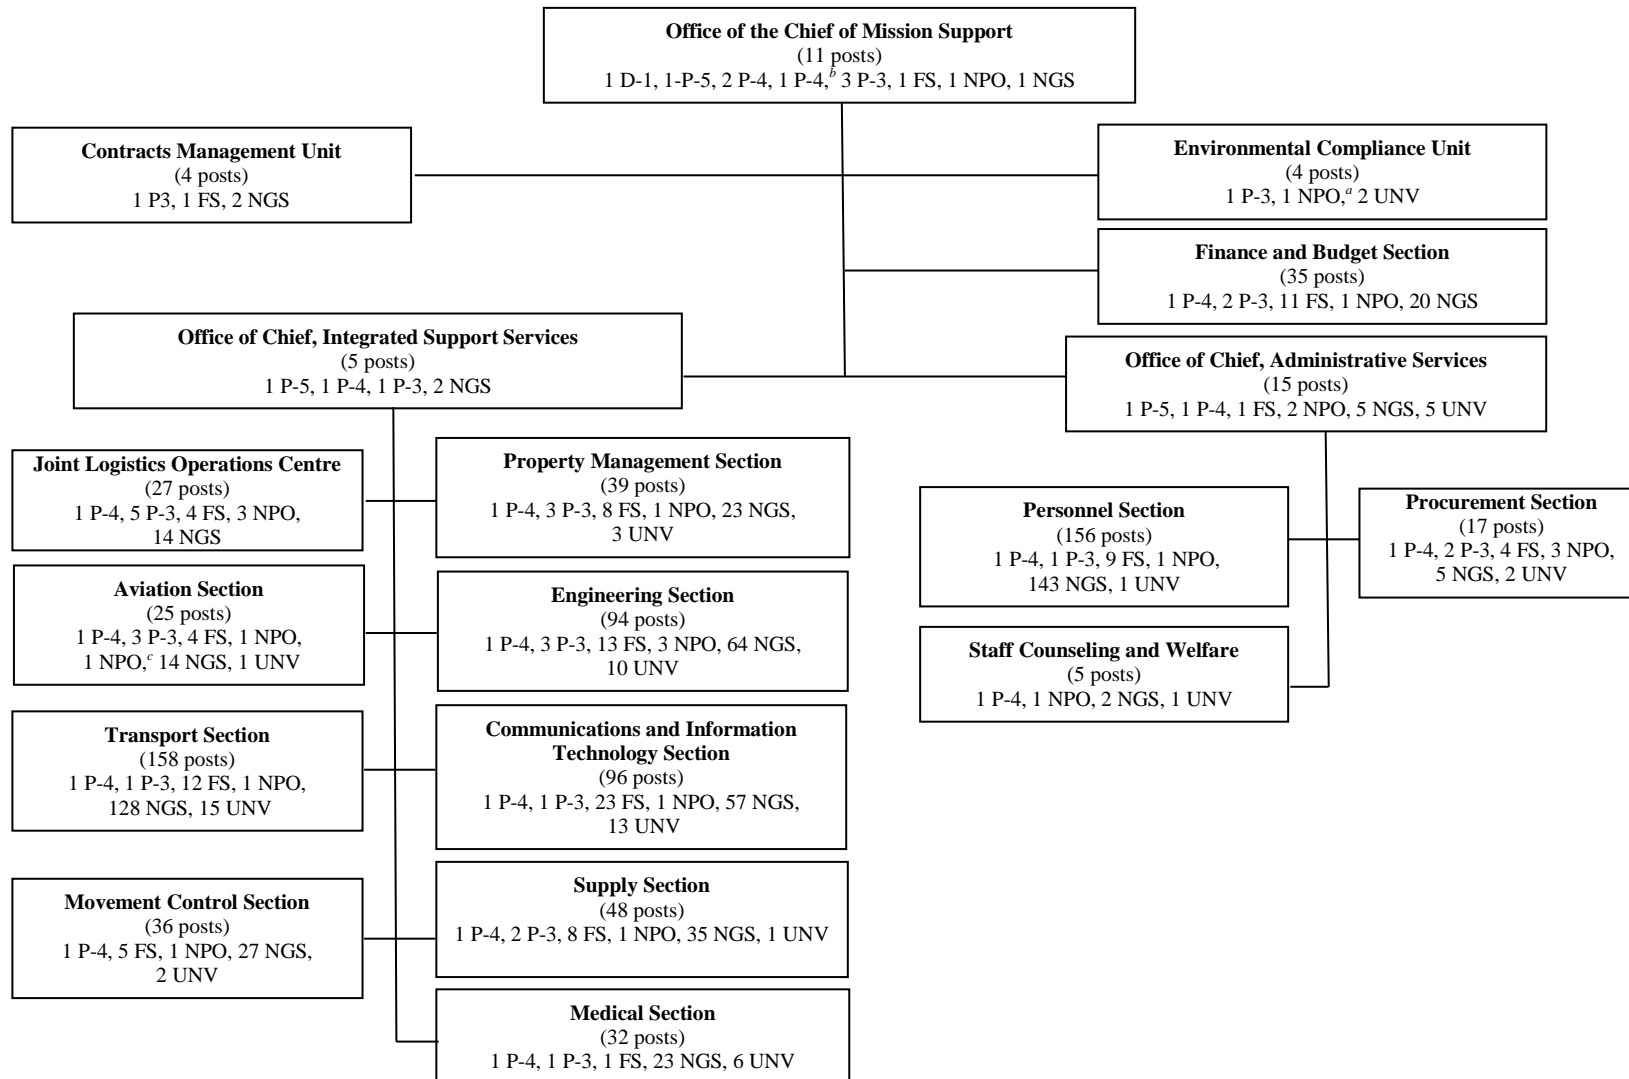 Office of the Chief of Mission Support
(11 posts)
1 D-1, 1-P-5, 2 P-4, 1 P-4,b 3 P-3, 1 FS, 1 NPO, 1 NGS
Contracts Management Unit
(4 posts)
1 P3, 1 FS, 2 NGS
Environmental Compliance Unit
(4 posts)
1 P-3, 1 NPO,a 2 UNV
Finance and Budget Section
(35 posts)
1 P-4, 2 P-3, 11 FS, 1 NPO, 20 NGS
Office of Chief, Integrated Support Services
(5 posts)
1 P-5, 1 P-4, 1 P-3, 2 NGS
Office of Chief, Administrative Services
(15 posts)
1 P-5, 1 P-4, 1 FS, 2 NPO, 5 NGS, 5 UNV
Joint Logistics Operations Centre
(27 posts)
1 P-4, 5 P-3, 4 FS, 3 NPO,
14 NGS
Property Management Section
(39 posts)
1 P-4, 3 P-3, 8 FS, 1 NPO, 23 NGS,
3 UNV
Personnel Section
(156 posts)
1 P-4, 1 P-3, 9 FS, 1 NPO,
143 NGS, 1 UNV
Procurement Section
(17 posts)
1 P-4, 2 P-3, 4 FS, 3 NPO,
5 NGS, 2 UNV
Aviation Section
(25 posts)
1 P-4, 3 P-3, 4 FS, 1 NPO,
1 NPO,c 14 NGS, 1 UNV
Engineering Section
(94 posts)
1 P-4, 3 P-3, 13 FS, 3 NPO, 64 NGS,
10 UNV
Staff Counseling and Welfare
(5 posts)
1 P-4, 1 NPO, 2 NGS, 1 UNV
Transport Section
(158 posts)
1 P-4, 1 P-3, 12 FS, 1 NPO,
128 NGS, 15 UNV
Communications and Information
Technology Section
(96 posts)
1 P-4, 1 P-3, 23 FS, 1 NPO, 57 NGS,
13 UNV
Movement Control Section
(36 posts)
1 P-4, 5 FS, 1 NPO, 27 NGS,
2 UNV
Supply Section
(48 posts)
1 P-4, 2 P-3, 8 FS, 1 NPO, 35 NGS, 1 UNV
Medical Section
(32 posts)
1 P-4, 1 P-3, 1 FS, 23 NGS, 6 UNV